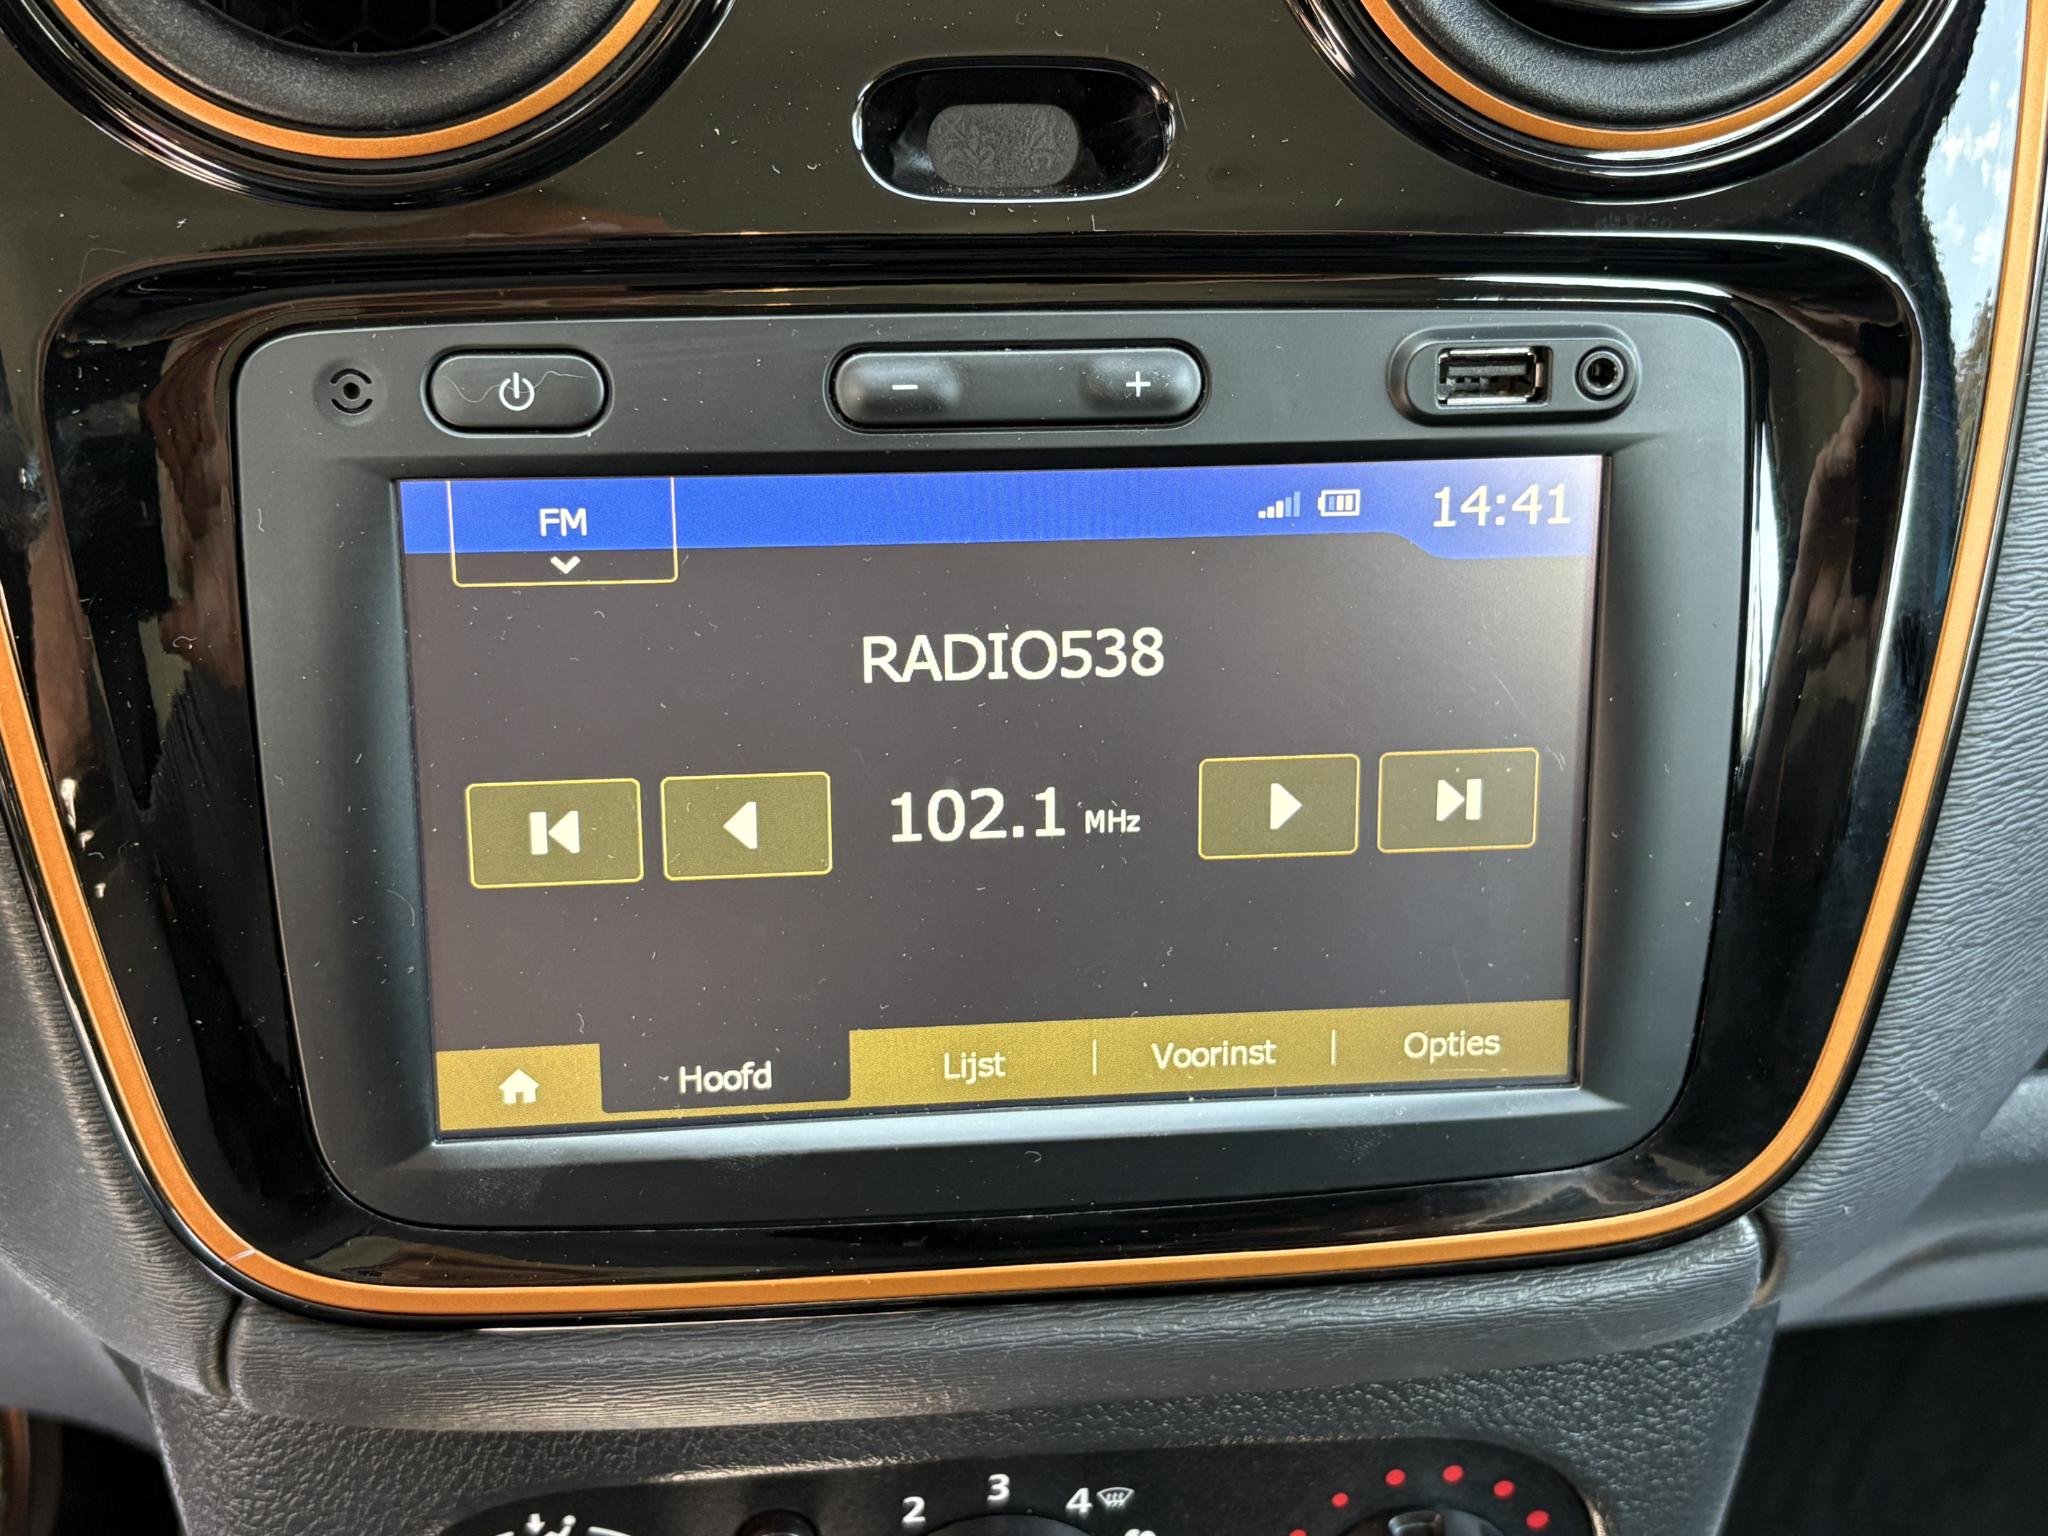 − +
FM
14:41
RADIO538
102.1 MHz
Hoofd Lijst Voorinst Opties
2 3 4